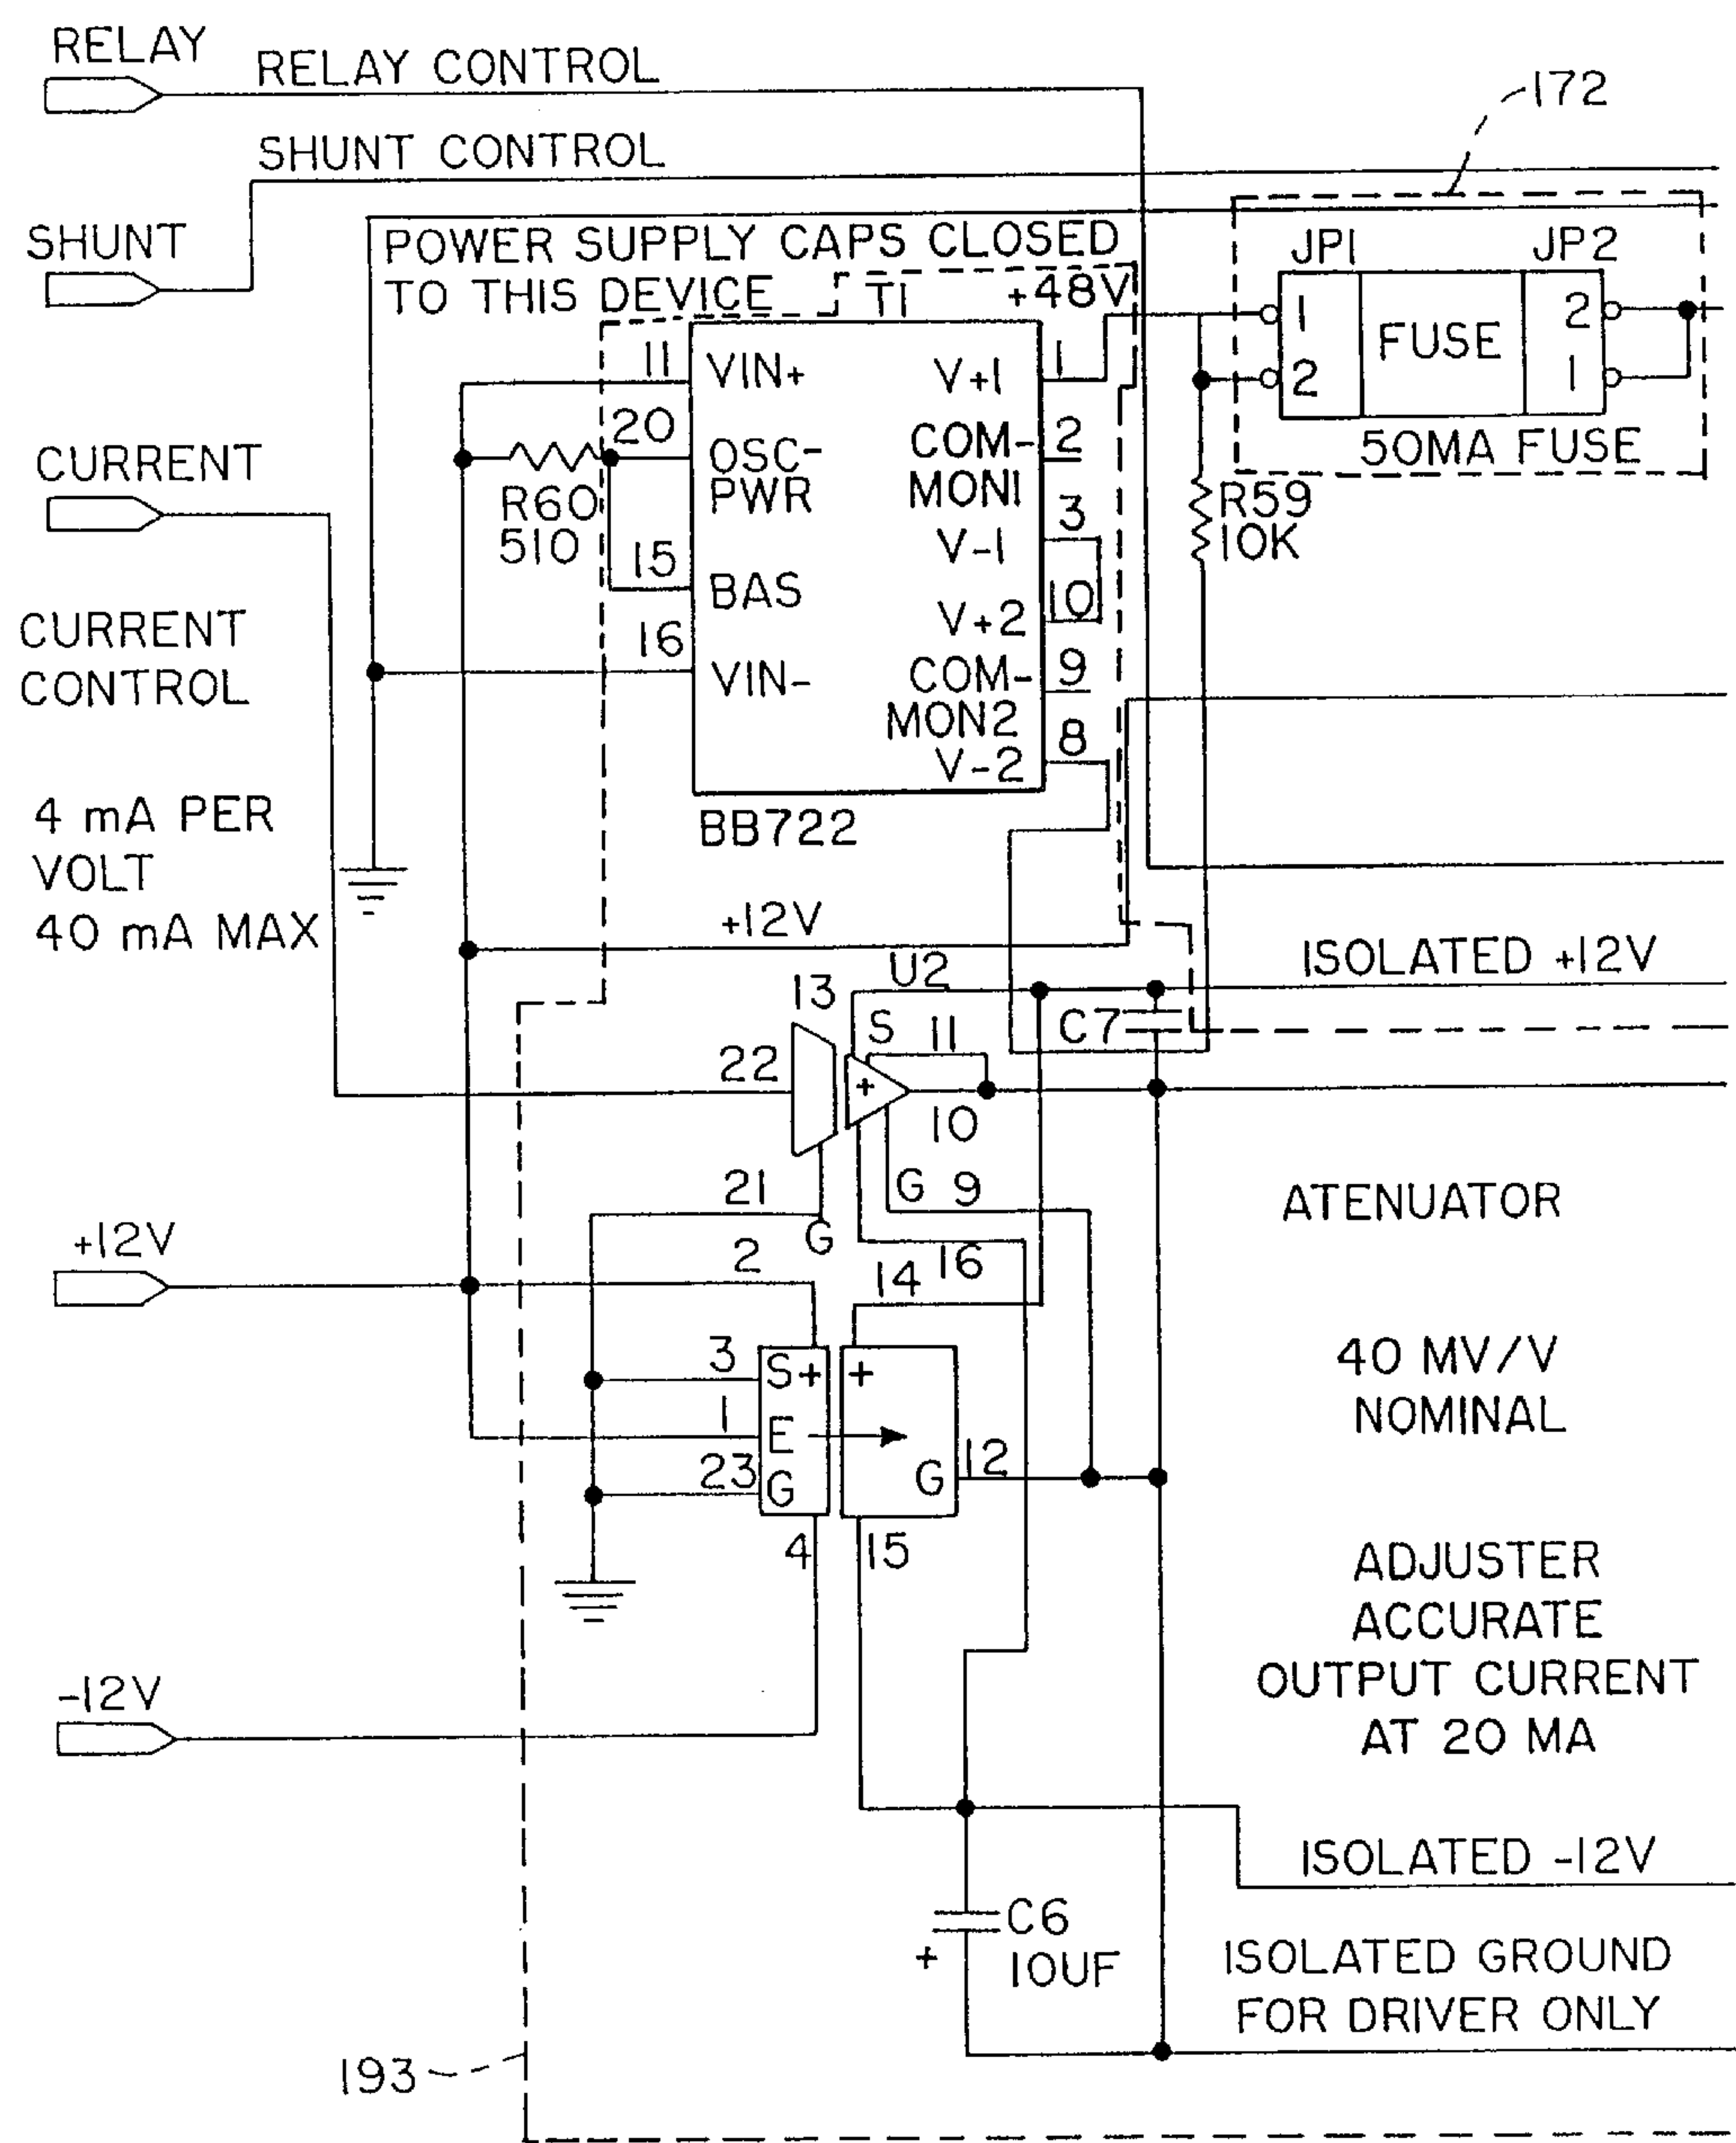 RELAY
RELAY CONTROL
172
SHUNT CONTROL
SHUNT
POWER SUPPLY CAPS CLOSED
TO THIS DEVICE
T1
+48V
JP1
JP2
1
FUSE
2
2
1
50MA FUSE
11
VIN+
V+1
1
20
OSC-
PWR
COM-
MON1
2
R60
510
3
V-1
R59
10K
15
BAS
10
V+2
16
VIN-
COM-
MON2
9
V-2
8
BB722
CURRENT
CURRENT
CONTROL
4 mA PER
VOLT
40 mA MAX
+12V
ISOLATED +12V
U2
13
S
11
C7
22
+
10
21
G
9
G
ATENUATOR
+12V
2
16
14
3
S+
+
40 MV/V
NOMINAL
1
E
12
23
G
G
4
15
ADJUSTER
ACCURATE
OUTPUT CURRENT
AT 20 MA
-12V
ISOLATED -12V
C6
+
10UF
ISOLATED GROUND
FOR DRIVER ONLY
193